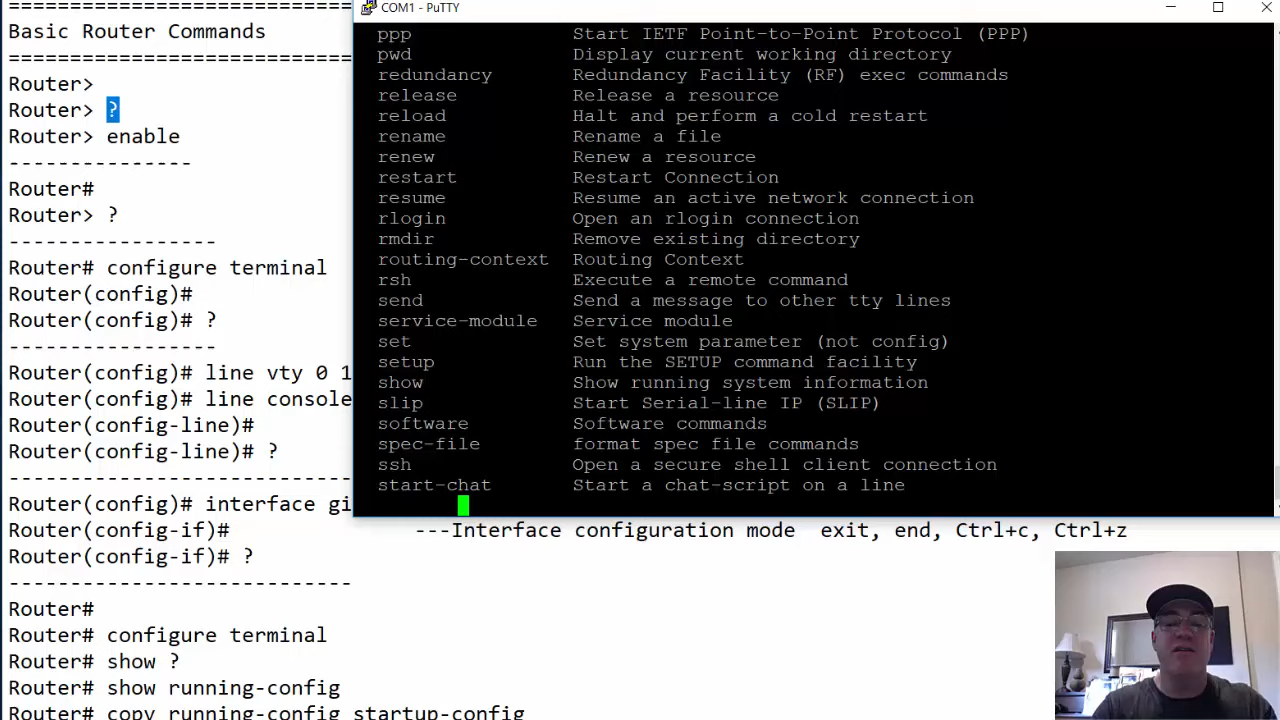 Basic Router Commands
Router>
Router> ?
Router> enable
---------------
Router#
Router> ?
-----------------
Router# configure terminal
Router(config)#
Router(config)# ?
-----------------
Router(config)# line vty 0 1
Router(config)# line console
Router(config-line)#
Router(config-line)# ?
Router(config)# interface gi
Router(config-if)# ---Interface configuration mode exit, end, Ctrl+c, Ctrl+z
Router(config-if)# ?
----------------------------
Router#
Router# configure terminal
Router# show ?
Router# show running-config
Router# copy running-config startup-config
COM1 - PuTTY
ppp Start IETF Point-to-Point Protocol (PPP)
pwd Display current working directory
redundancy Redundancy Facility (RF) exec commands
release Release a resource
reload Halt and perform a cold restart
rename Rename a file
renew Renew a resource
restart Restart Connection
resume Resume an active network connection
rlogin Open an rlogin connection
rmdir Remove existing directory
routing-context Routing Context
rsh Execute a remote command
send Send a message to other tty lines
service-module Service module
set Set system parameter (not config)
setup Run the SETUP command facility
show Show running system information
slip Start Serial-line IP (SLIP)
software Software commands
spec-file format spec file commands
ssh Open a secure shell client connection
start-chat Start a chat-script on a line